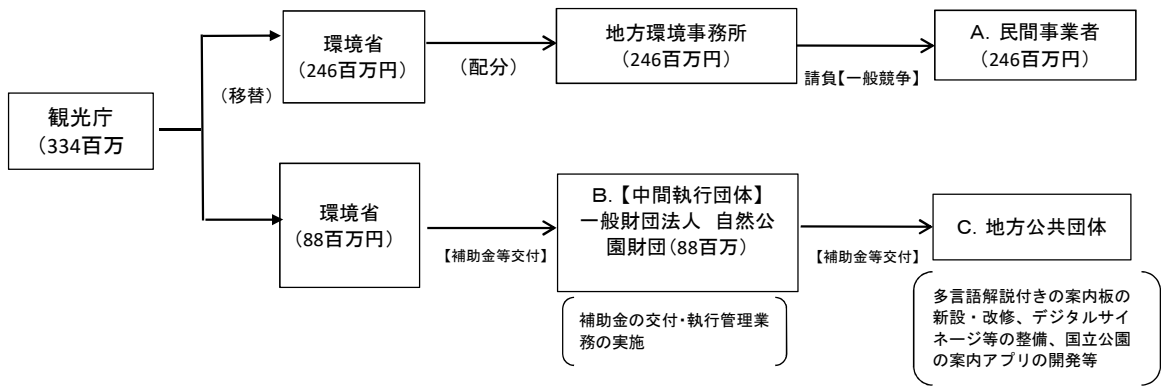 環境省
(246百万円)
(配分)
地方環境事務所
(246百万円)
請負【一般競争】
A. 民間事業者
(246百万円)
(移替)
観光庁
(334百万
環境省
(88百万円)
【補助金等交付】
B.【中間執行団体】
一般財団法人 自然公
園財団(88百万)
【補助金等交付】
C. 地方公共団体
補助金の交付・執行管理業
務の実施
多言語解説付きの案内板の
新設・改修、デジタルサイ
ネージ等の整備、国立公園
の案内アプリの開発等